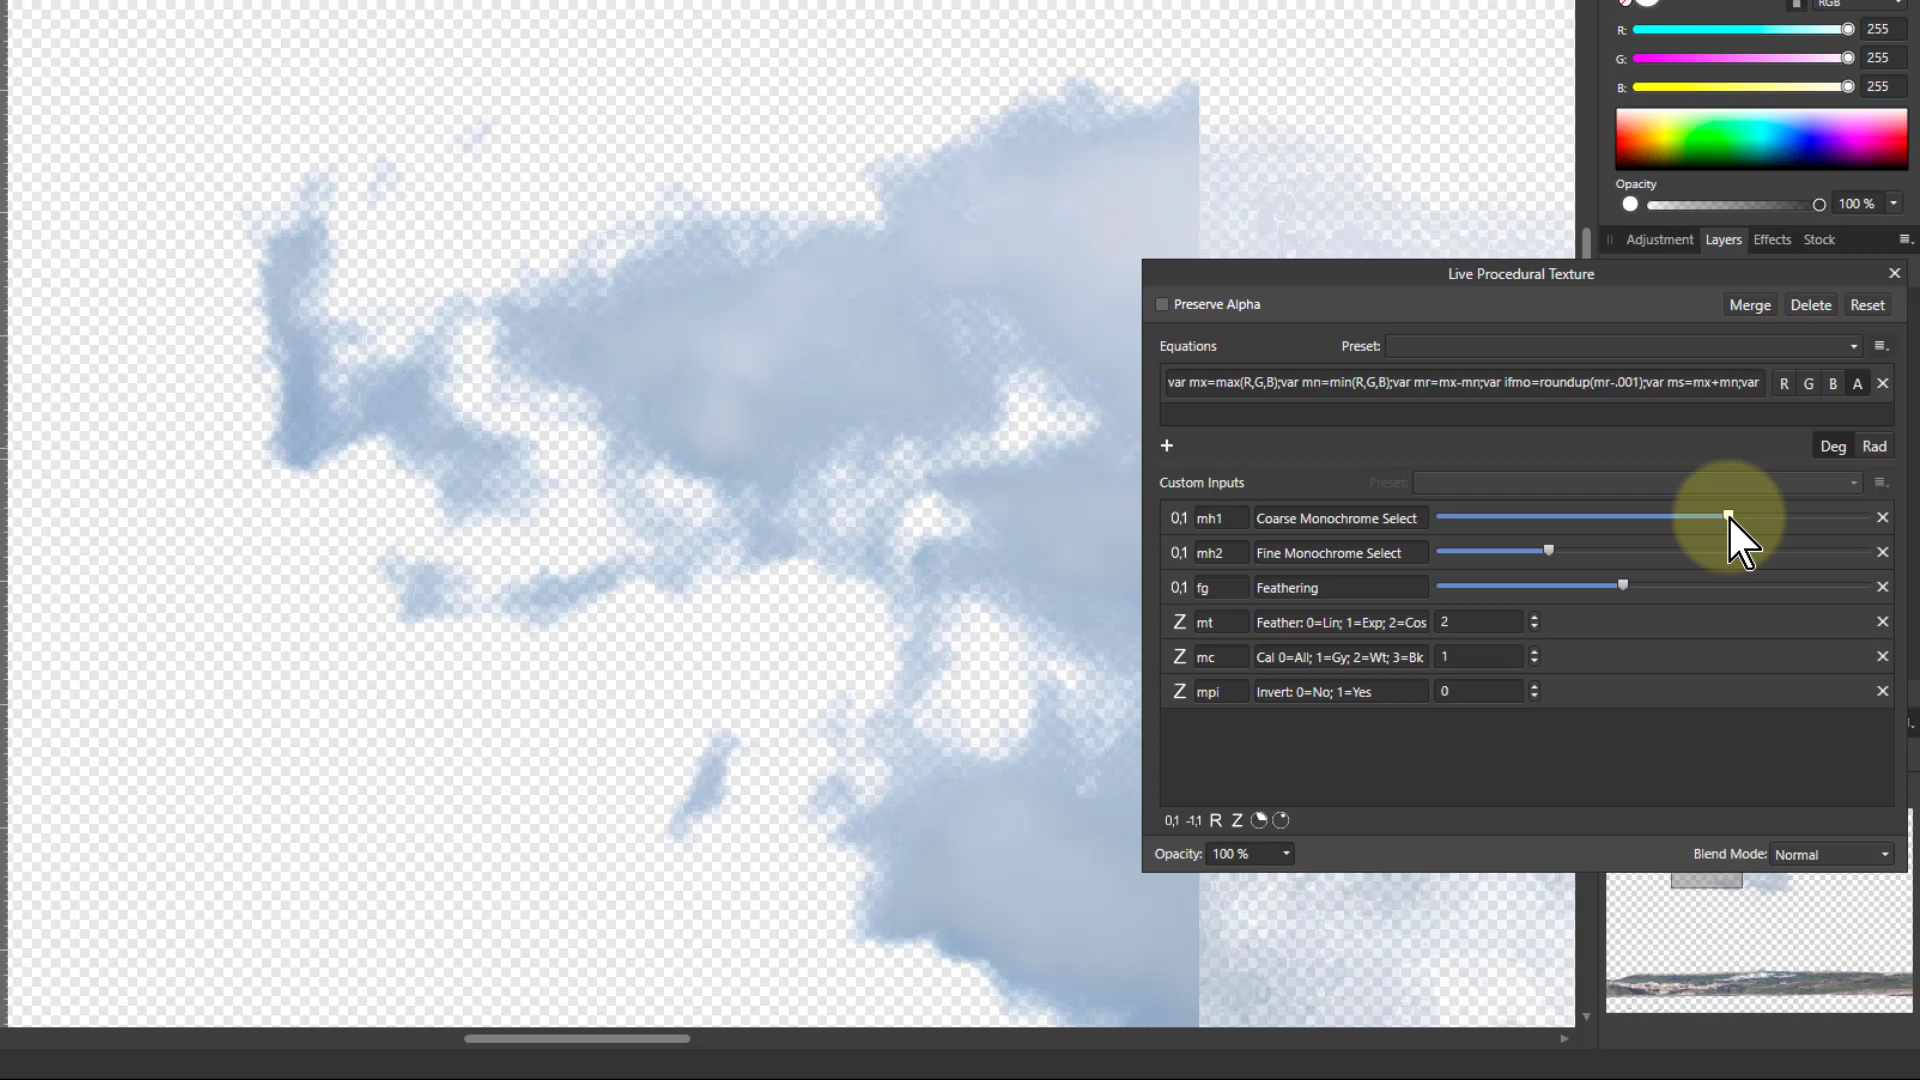 RGB
R: 255
G: 255
B: 255
Opacity
100 %
Adjustment Layers Effects Stock
Live Procedural Texture
Preserve Alpha Merge Delete Reset
Equations Preset:
var mx=max(R,G,B);var mn=min(R,G,B);var mr=mx-mn;var ifmo=roundup(mr-.001);var ms=mx+mn;var R G B A
Deg Rad
Custom Inputs Preset:
0,1 mh1 Coarse Monochrome Select
0,1 mh2 Fine Monochrome Select
0,1 fg Feathering
Z mt Feather: 0=Lin; 1=Exp; 2=Cos 2
Z mc Cal 0=All; 1=Gy; 2=Wt; 3=Bk 1
Z mpi Invert: 0=No; 1=Yes 0
0,1 -1,1 R Z
Opacity: 100 % Blend Mode: Normal